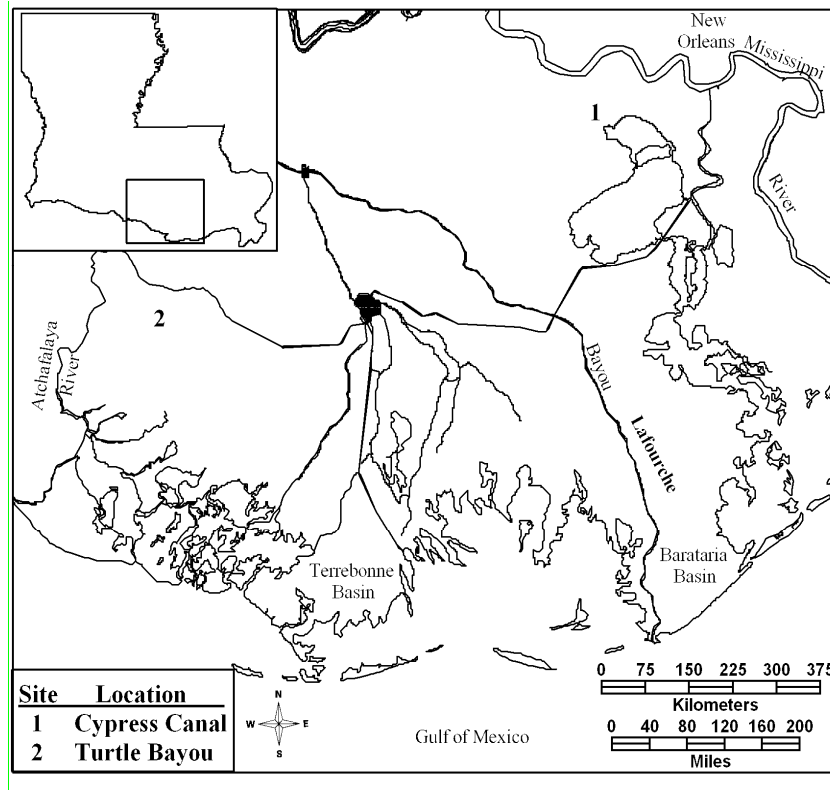 New
Orleans
Mississippi
River
1
2
Atchafalaya
River
Bayou
Lafourche
Terrebonne
Basin
Barataria
Basin
Gulf of Mexico
Site Location
1 Cypress Canal
2 Turtle Bayou
N
W E
S
0 75 150 225 300 375
Kilometers
0 40 80 120 160 200
Miles